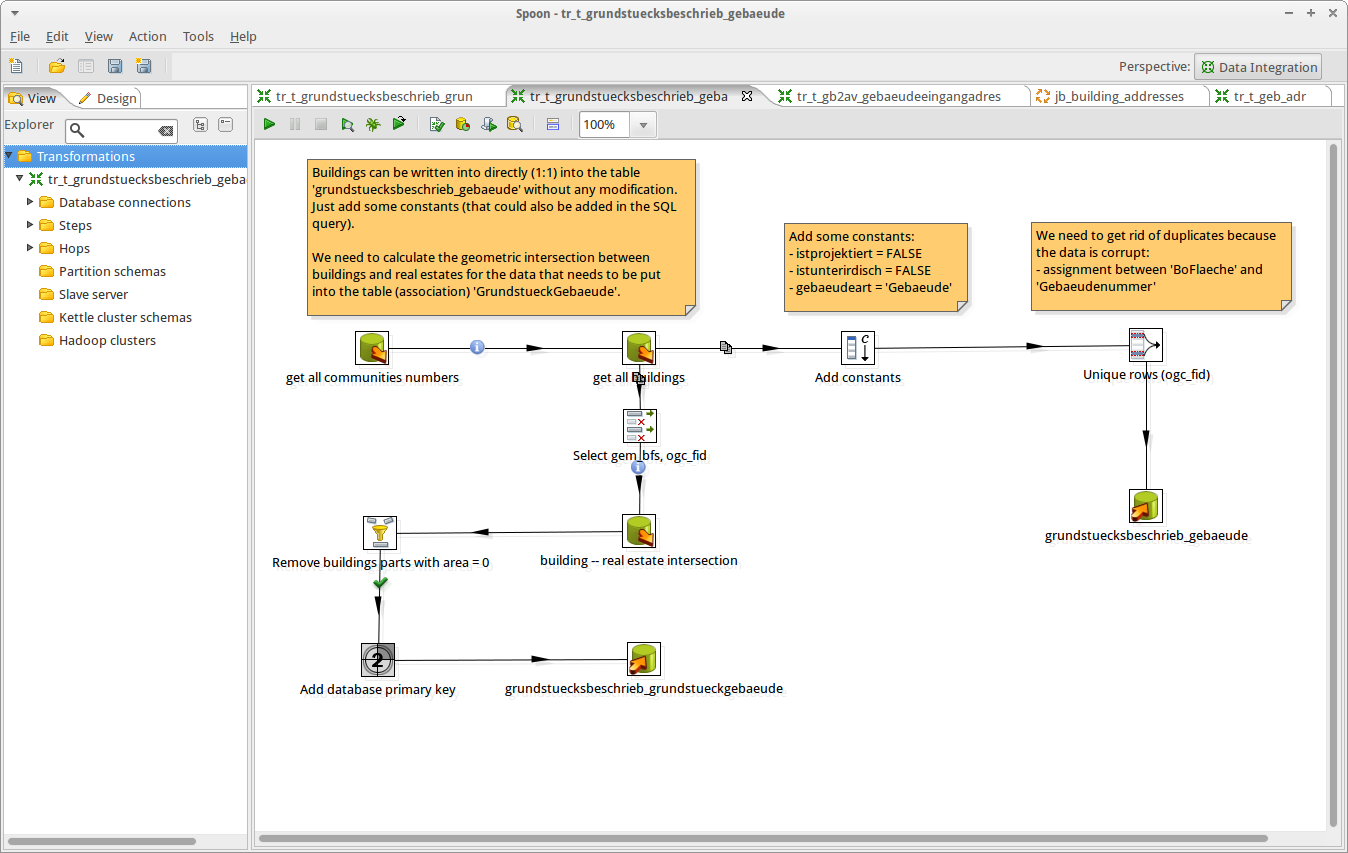 Spoon - tr_t_grundstuecksbeschrieb_gebaeude
File Edit View Action Tools Help
Perspective: Data Integration
View Design
tr_t_grundstuecksbeschrieb_grun tr_t_grundstuecksbeschrieb_geba tr_t_gb2av_gebaeudeeingangadres jb_building_addresses tr_t_geb_adr
Explorer
100%
Transformations
tr_t_grundstuecksbeschrieb_geba
Database connections
Steps
Hops
Partition schemas
Slave server
Kettle cluster schemas
Hadoop clusters
Buildings can be written into directly (1:1) into the table
'grundstuecksbeschrieb_gebaeude' without any modification.
Just add some constants (that could also be added in the SQL
query).
We need to calculate the geometric intersection between
buildings and real estates for the data that needs to be put
into the table (association) 'GrundstueckGebaeude'.
Add some constants:
- istprojektiert = FALSE
- istunterirdisch = FALSE
- gebaeudeart = 'Gebaeude'
We need to get rid of duplicates because
the data is corrupt:
- assignment between 'BoFlaeche' and
'Gebaeudenummer'
get all communities numbers
get all buildings
Add constants
Unique rows (ogc_fid)
Select gem_bfs, ogc_fid
grundstuecksbeschrieb_gebaeude
Remove buildings parts with area = 0
building -- real estate intersection
2
Add database primary key
grundstuecksbeschrieb_grundstueckgebaeude